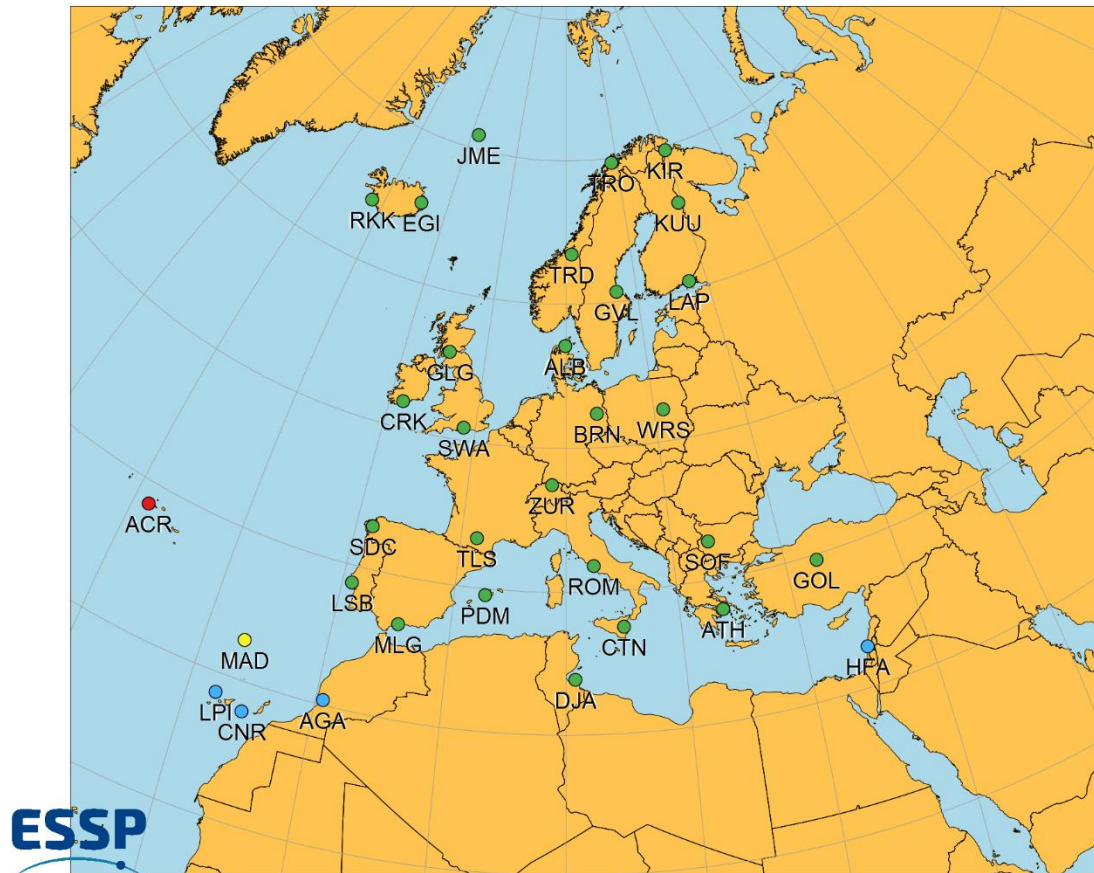 JME
KIR
TRO
RKK
EGI
KUU
TRD
GVL
LAP
GLG
ALB
CRK
SWA
BRN
WRS
ZUR
ACR
SDC
TLS
ROM
SOF
GOL
LSB
PDM
MLG
CTN
ATH
MAD
HFA
DJA
LPI
CNR
AGA
ESSP